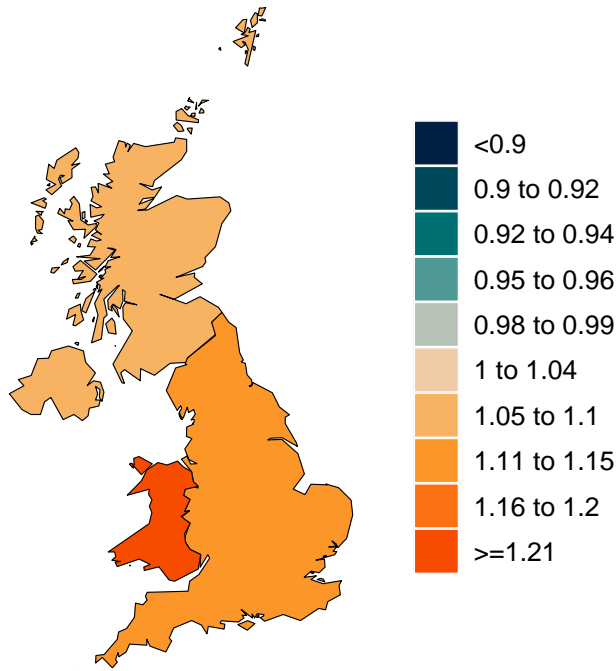 <0.9
0.9 to 0.92
0.92 to 0.94
0.95 to 0.96
0.98 to 0.99
1 to 1.04
1.05 to 1.1
1.11 to 1.15
1.16 to 1.2
>=1.21